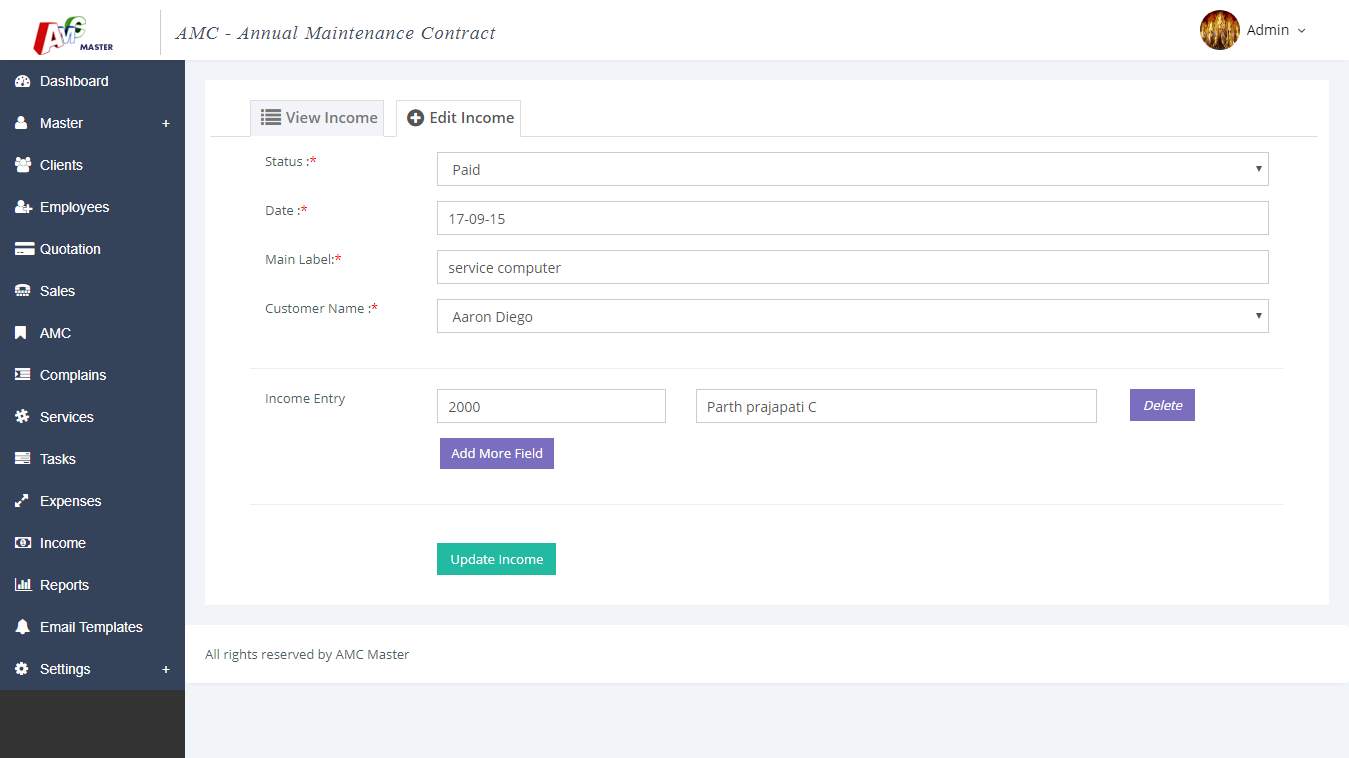 AMC MASTER
AMC - Annual Maintenance Contract
Admin
Dashboard
Master +
Clients
Employees
Quotation
Sales
AMC
Complains
Services
Tasks
Expenses
Income
Reports
Email Templates
Settings +
View Income
Edit Income
Status :*
Paid
Date :*
17-09-15
Main Label:*
service computer
Customer Name :*
Aaron Diego
Income Entry
2000
Parth prajapati C
Delete
Add More Field
Update Income
All rights reserved by AMC Master